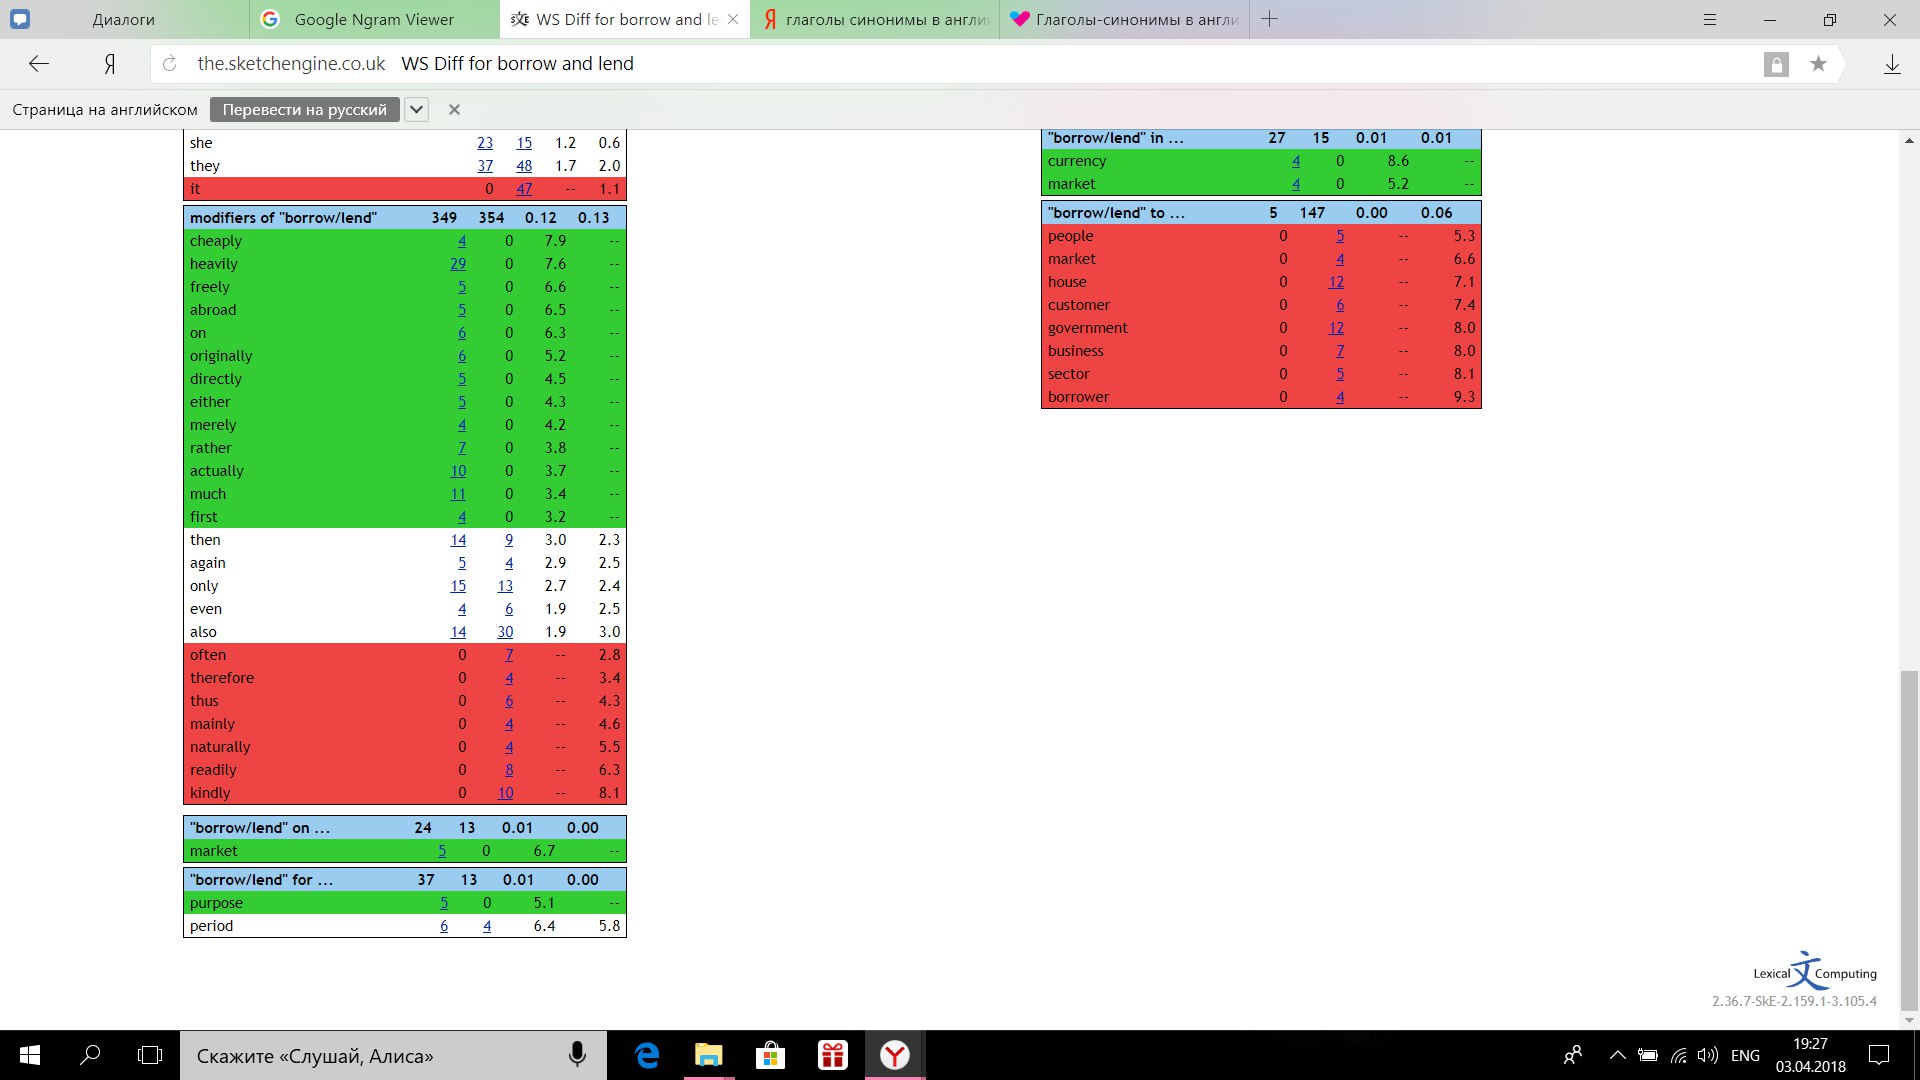 Диалоги
Google Ngram Viewer
WS Diff for borrow and le
глаголы синонимы в англи
Глаголы-синонимы в англи
the.sketchengine.co.uk WS Diff for borrow and lend
Страница на английском Перевести на русский
she 23 15 1.2 0.6
they 37 48 1.7 2.0
it 0 47 -- 1.1
modifiers of "borrow/lend" 349 354 0.12 0.13
cheaply 4 0 7.9 --
heavily 29 0 7.6 --
freely 5 0 6.6 --
abroad 5 0 6.5 --
on 6 0 6.3 --
originally 6 0 5.2 --
directly 5 0 4.5 --
either 5 0 4.3 --
merely 4 0 4.2 --
rather 7 0 3.8 --
actually 10 0 3.7 --
much 11 0 3.4 --
first 4 0 3.2 --
then 14 9 3.0 2.3
again 5 4 2.9 2.5
only 15 13 2.7 2.4
even 4 6 1.9 2.5
also 14 30 1.9 3.0
often 0 7 -- 2.8
therefore 0 4 -- 3.4
thus 0 6 -- 4.3
mainly 0 4 -- 4.6
naturally 0 4 -- 5.5
readily 0 8 -- 6.3
kindly 0 10 -- 8.1
"borrow/lend" on ... 24 13 0.01 0.00
market 5 0 6.7 --
"borrow/lend" for ... 37 13 0.01 0.00
purpose 5 0 5.1 --
period 6 4 6.4 5.8
"borrow/lend" in ... 27 15 0.01 0.01
currency 4 0 8.6 --
market 4 0 5.2 --
"borrow/lend" to ... 5 147 0.00 0.06
people 0 5 -- 5.3
market 0 4 -- 6.6
house 0 12 -- 7.1
customer 0 6 -- 7.4
government 0 12 -- 8.0
business 0 7 -- 8.0
sector 0 5 -- 8.1
borrower 0 4 -- 9.3
Lexical 文 Computing
2.36.7-SkE-2.159.1-3.105.4
Скажите «Слушай, Алиса»
ENG
19:27
03.04.2018